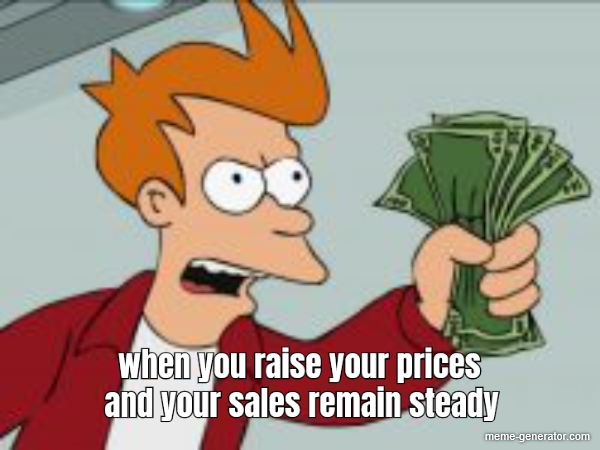 when you raise your prices
and your sales remain steady
meme-generator.com